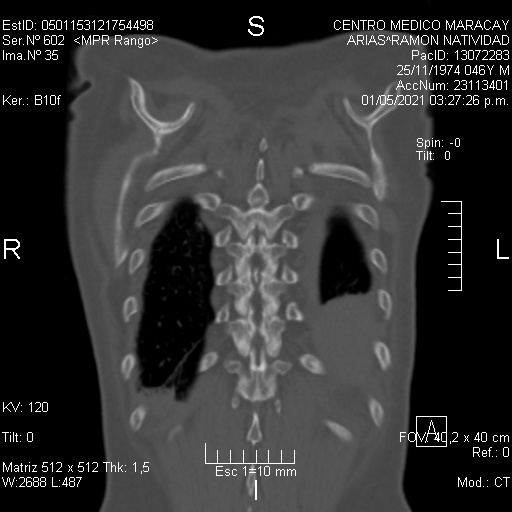 EstID: 0501153121754498
Ser.Nº 602  <MPR Rango>
Ima.Nº 35
Ker.: B10f
S
CENTRO MEDICO MARACAY
ARIAS^RAMON NATIVIDAD
PacID: 13072283
25/11/1974 046Y M
AccNum: 23113401
01/05/2021 03:27:26 p.m.
Spin: -0
Tilt:  0
R
L
KV: 120
Tilt: 0
Matriz 512 x 512 Thk: 1,5
W:2688 L:487
Esc 1=10 mm
I
A
FOV: 40,2 x 40 cm
Ref.: 0
Mod.: CT